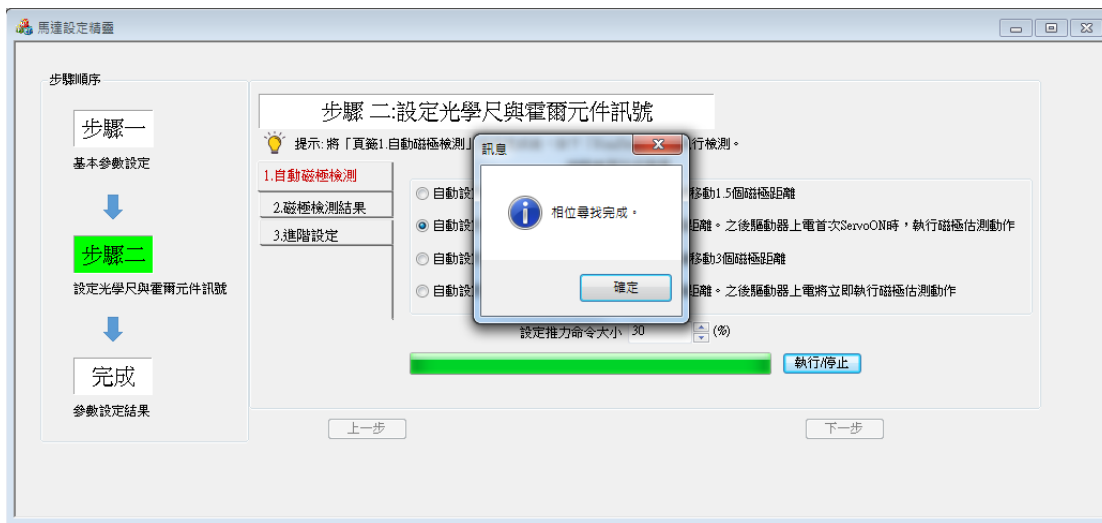 馬達設定精靈
步驟順序
步驟一
基本參數設定
步驟二
設定光學尺與霍爾元件訊號
完成
參數設定結果
步驟 二:設定光學尺與霍爾元件訊號
提示: 將「頁籤1.自動磁極檢測」
行檢測。
1.自動磁極檢測
2.磁極檢測結果
3.進階設定
自動設
移動1.5個磁極距離
自動設
距離。之後驅動器上電首次ServoON時，執行磁極估測動作
自動設
移動3個磁極距離
自動設
距離。之後驅動器上電將立即執行磁極估測動作
訊息
相位尋找完成。
確定
設定推力命令大小 30 (%)
執行/停止
上一步
下一步